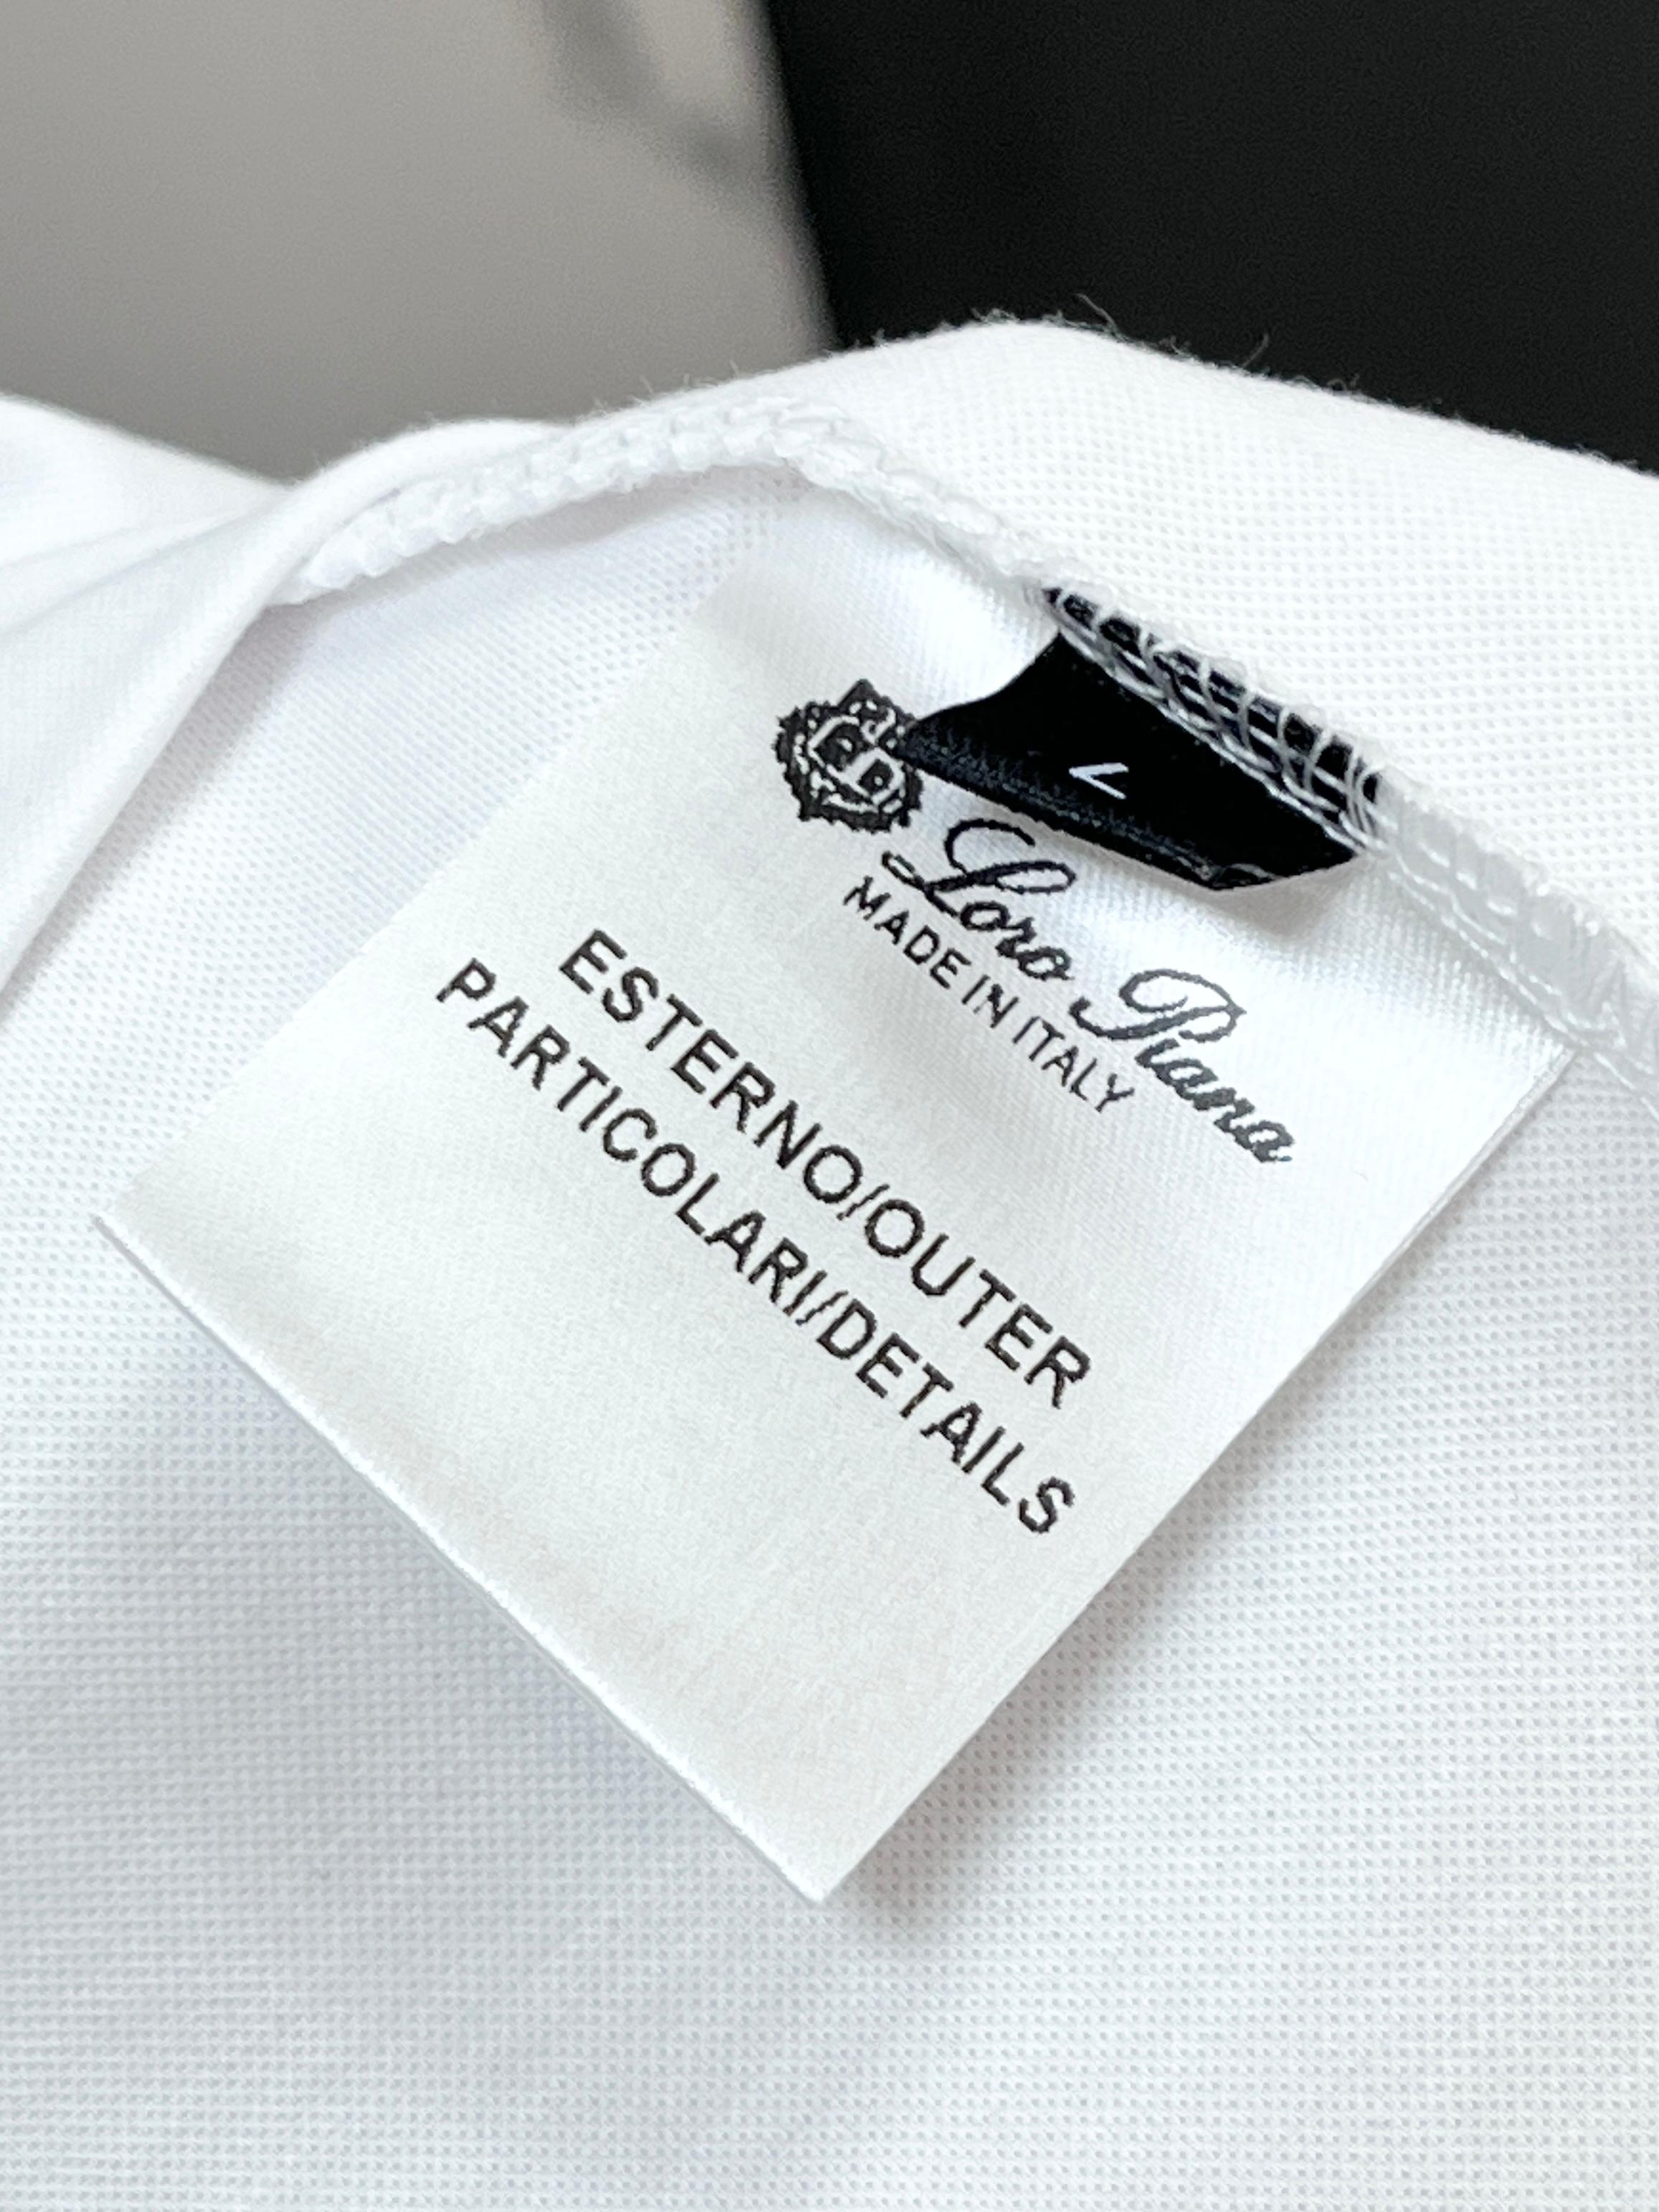 L
Loro Piana
MADE IN ITALY
ESTERNO/OUTER
PARTICOLARI/DETAILS